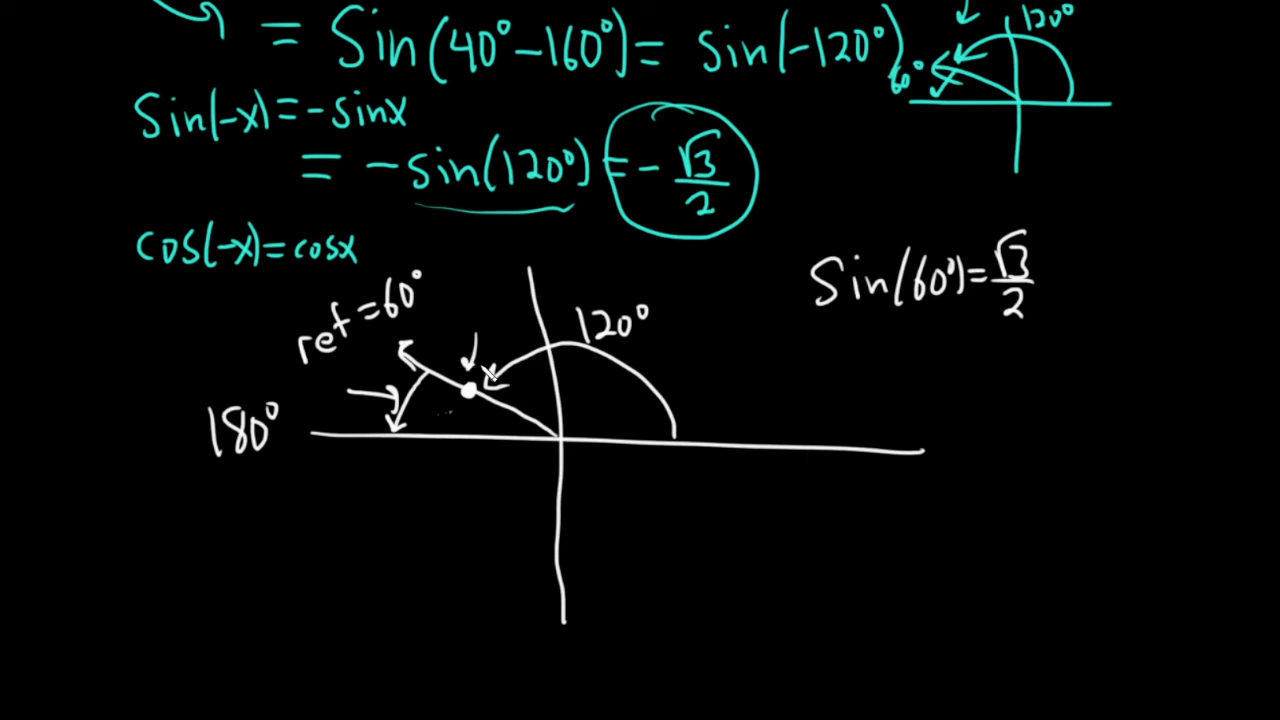 = Sin(40°-160°) = sin(-120°)
120°
60°
Sin(-x) = -sinx
= -sin(120°) = -√3/2
cos(-x) = cosx
Sin(60°) = √3/2
ref = 60°
120°
180°